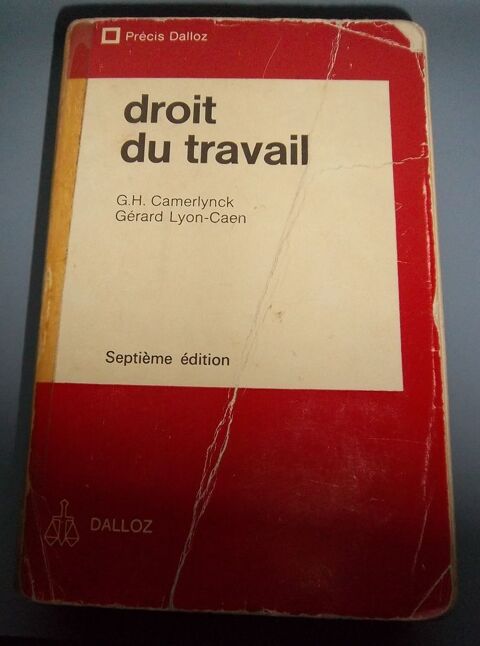 Précis Dalloz
droit
du travail
G.H. Camerlynck
Gérard Lyon-Caen
Septième édition
DALLOZ